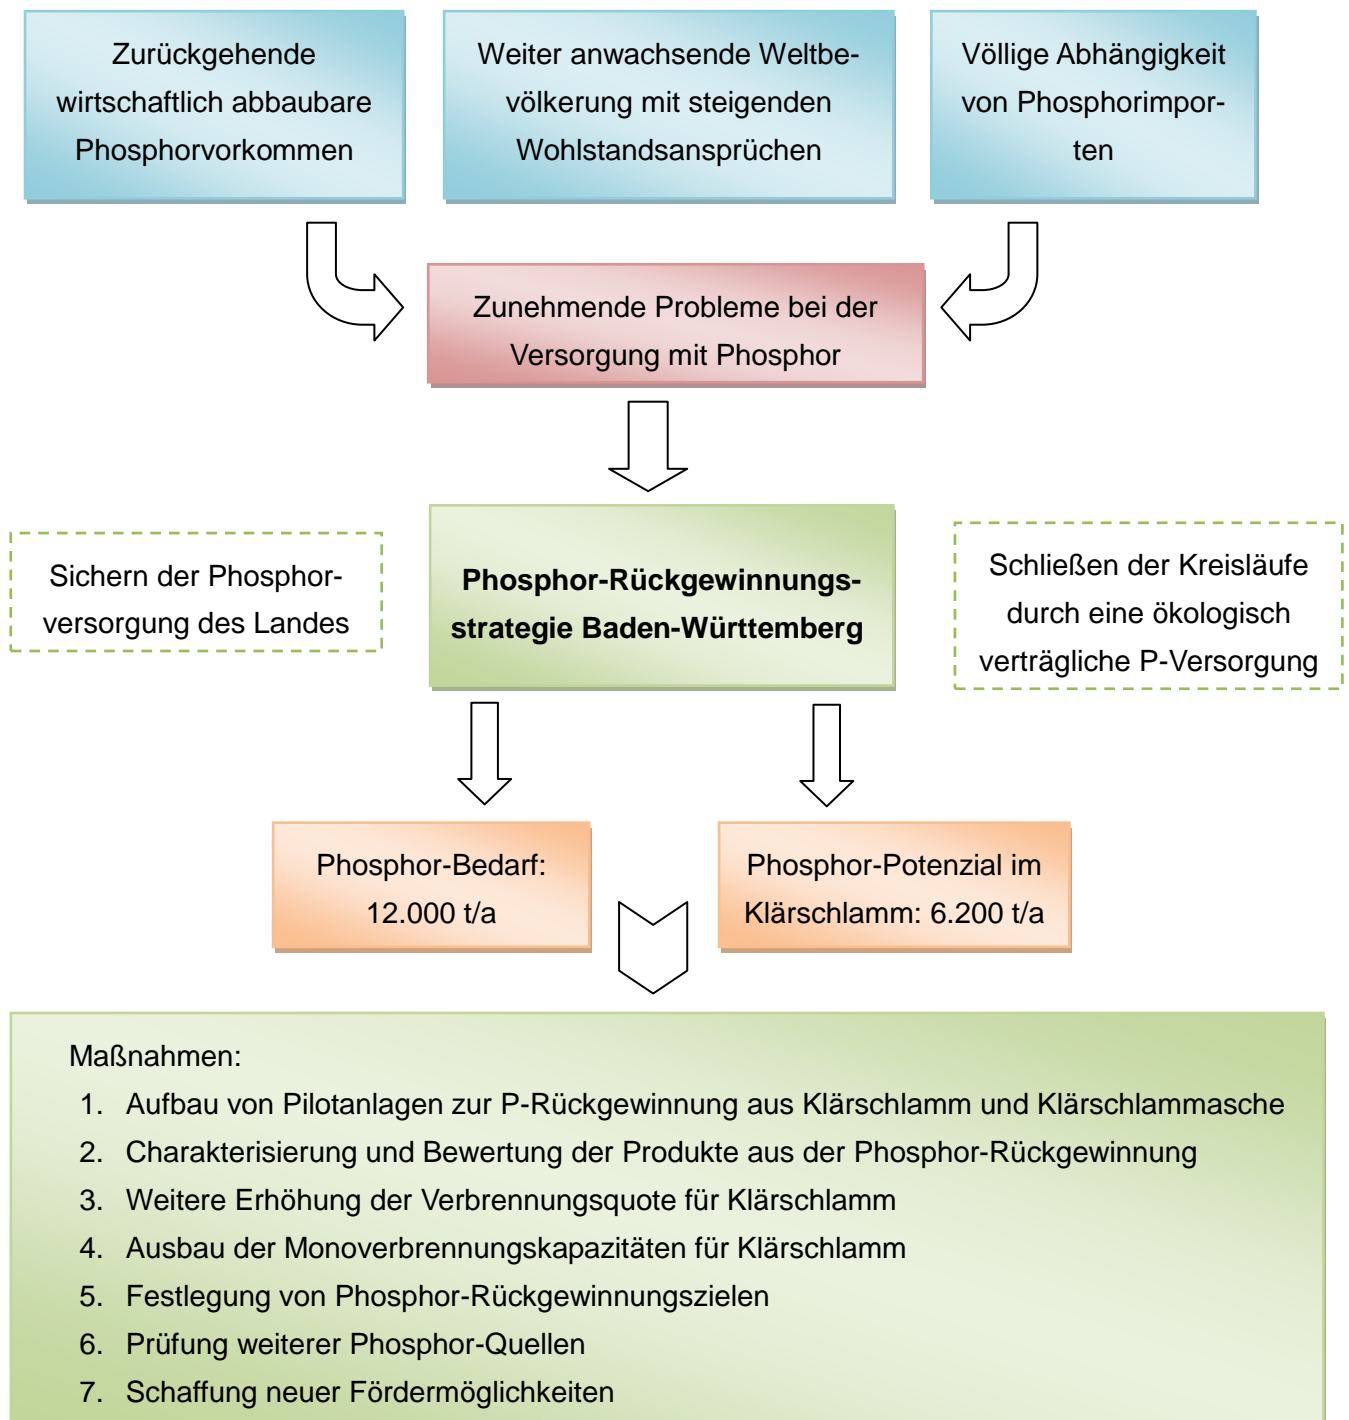 Zurückgehende
wirtschaftlich abbaubare
Phosphorvorkommen
Weiter anwachsende Weltbe-
völkerung mit steigenden
Wohlstandsansprüchen
Völlige Abhängigkeit
von Phosphorimpor-
ten
Zunehmende Probleme bei der
Versorgung mit Phosphor
Sichern der Phosphor-
versorgung des Landes
Phosphor-Rückgewinnungs-
strategie Baden-Württemberg
Schließen der Kreisläufe
durch eine ökologisch
verträgliche P-Versorgung
Phosphor-Bedarf:
12.000 t/a
Phosphor-Potenzial im
Klärschlamm: 6.200 t/a
Maßnahmen:
1. Aufbau von Pilotanlagen zur P-Rückgewinnung aus Klärschlamm und Klärschlammasche
2. Charakterisierung und Bewertung der Produkte aus der Phosphor-Rückgewinnung
3. Weitere Erhöhung der Verbrennungsquote für Klärschlamm
4. Ausbau der Monoverbrennungskapazitäten für Klärschlamm
5. Festlegung von Phosphor-Rückgewinnungszielen
6. Prüfung weiterer Phosphor-Quellen
7. Schaffung neuer Fördermöglichkeiten